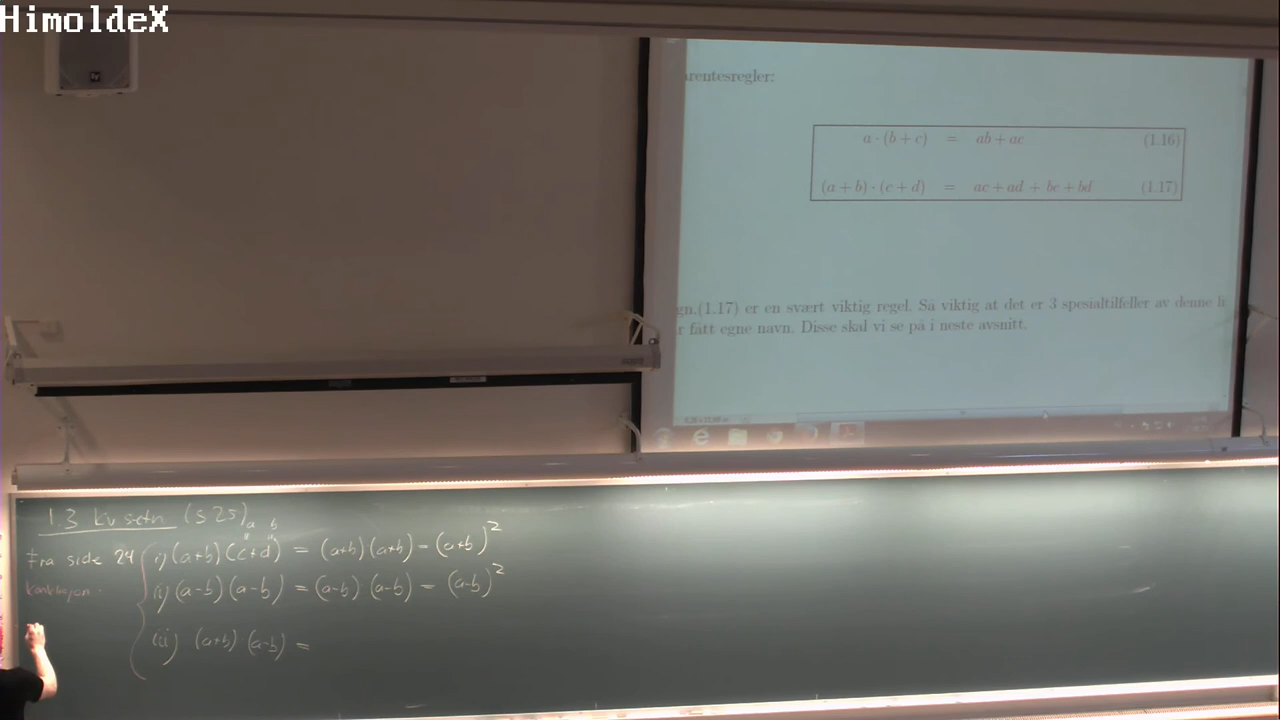 HimoldeX
arentesregler:
a · (b + c) = ab + ac (1.16)
(a + b) · (c + d) = ac + ad + bc + bd (1.17)
gn.(1.17) er en svært viktig regel. Så viktig at det er 3 spesialtilfeller av denne h
r fått egne navn. Disse skal vi se på i neste avsnitt.
1.3 kv setn (s 25)
a b
Fra side 24 i) (a+b)(c+d) = (a+b)(a+b) = (a+b)²
ii) (a-b)(a-b) = (a-b)(a-b) = (a-b)²
iii) (a+b)(a-b) =